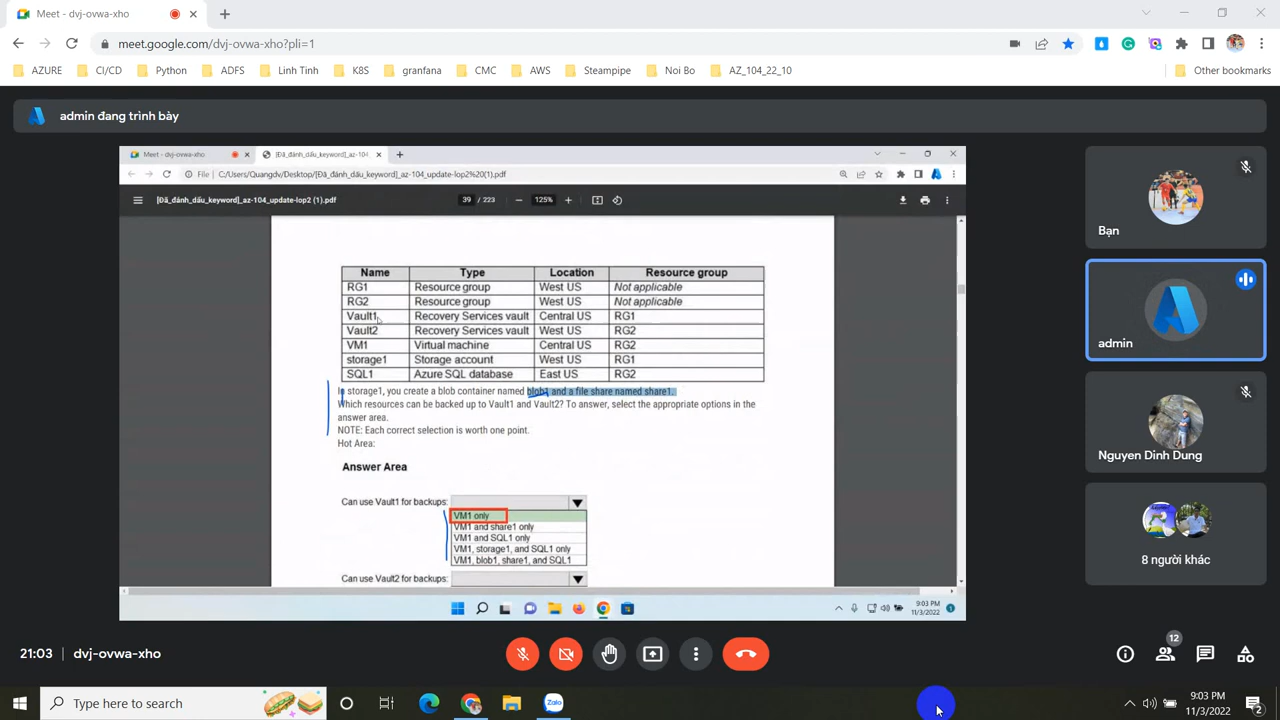 Meet - dvj-ovwa-xho
meet.google.com/dvj-ovwa-xho?pli=1
AZURE CI/CD Python ADFS Linh Tinh K8S granfana CMC AWS Steampipe Noi Bo AZ_104_22_10 Other bookmarks
admin đang trình bày
Meet - dvj-ovwa-xho [Đã_đánh_dấu_keyword]_az-104_
File C:/Users/Quangdv/Desktop/[Đã_đánh_dấu_keyword]_az-104_update-lop2%20(1).pdf
[Đã_đánh_dấu_keyword]_az-104_update-lop2 (1).pdf 39 / 223 125%
Name Type Location Resource group
RG1 Resource group West US Not applicable
RG2 Resource group West US Not applicable
Vault1 Recovery Services vault Central US RG1
Vault2 Recovery Services vault West US RG2
VM1 Virtual machine Central US RG2
storage1 Storage account West US RG1
SQL1 Azure SQL database East US RG2
In storage1, you create a blob container named blob1 and a file share named share1.
Which resources can be backed up to Vault1 and Vault2? To answer, select the appropriate options in the
answer area.
NOTE: Each correct selection is worth one point.
Hot Area:
Answer Area
Can use Vault1 for backups:
VM1 only
VM1 and share1 only
VM1 and SQL1 only
VM1, storage1, and SQL1 only
VM1, blob1, share1, and SQL1
Can use Vault2 for backups:
9:03 PM
11/3/2022
1
Bạn
admin
Nguyen Dinh Dung
8 người khác
21:03 dvj-ovwa-xho
12
Type here to search
Zalo
9:03 PM
11/3/2022
2